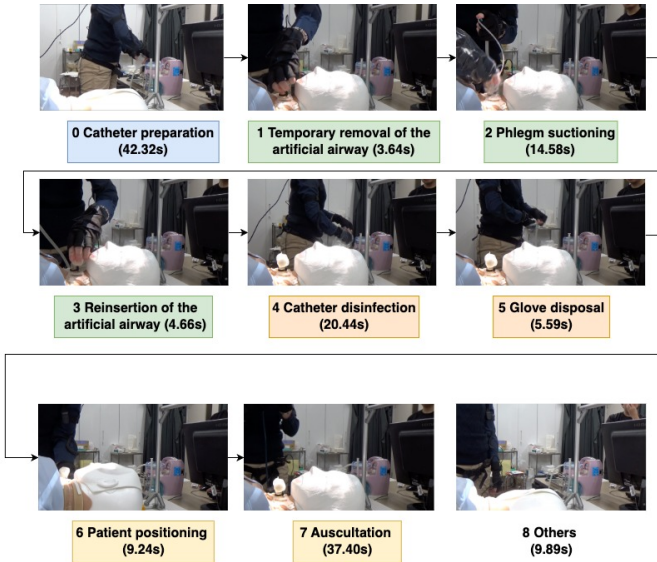 0 Catheter preparation
(42.32s)
1 Temporary removal of the
artificial airway (3.64s)
2 Phlegm suctioning
(14.58s)
3 Reinsertion of the
artificial airway (4.66s)
4 Catheter disinfection
(20.44s)
5 Glove disposal
(5.59s)
6 Patient positioning
(9.24s)
7 Auscultation
(37.40s)
8 Others
(9.89s)